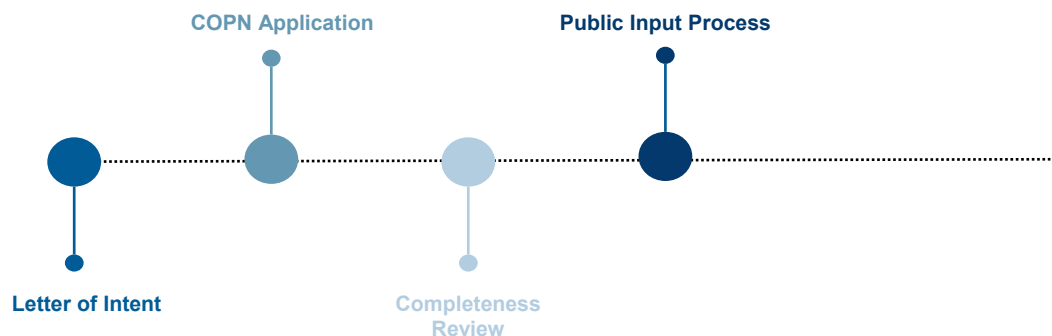 COPN Application
Public Input Process
Letter of Intent
Completeness
Review